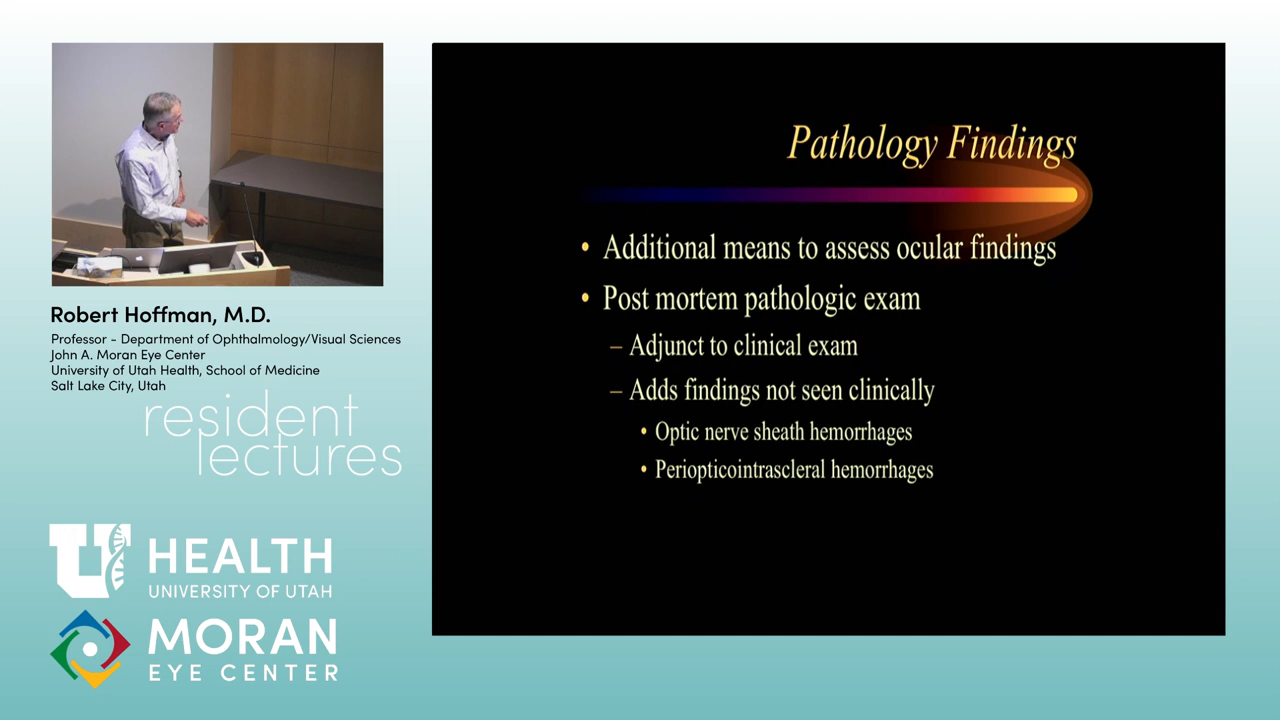 Robert Hoffman, M.D.
Professor - Department of Ophthalmology/Visual Sciences
John A. Moran Eye Center
University of Utah Health, School of Medicine
Salt Lake City, Utah
resident
lectures
U HEALTH
UNIVERSITY OF UTAH
MORAN
EYE CENTER
Pathology Findings
• Additional means to assess ocular findings
• Post mortem pathologic exam
– Adjunct to clinical exam
– Adds findings not seen clinically
• Optic nerve sheath hemorrhages
• Periopticointrascleral hemorrhages